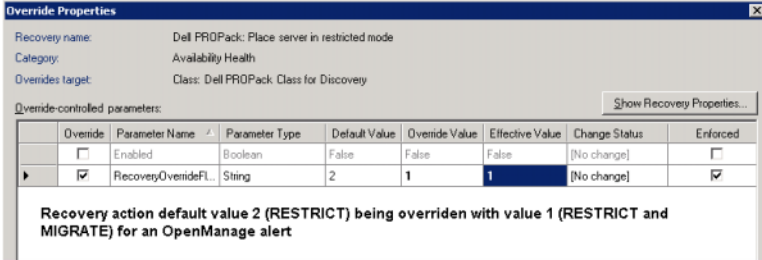 Override Properties
Recovery name: Dell PROPack: Place server in restricted mode
Category: Availability Health
Overrides target: Class: Dell PROPack Class for Discovery
Override-controlled parameters: Show Recovery Properties...
Override Parameter Name Parameter Type Default Value Override Value Effective Value Change Status Enforced
Enabled Boolean False False False [No change]
RecoveryOverrideFl... String 2 1 1 [No change]
Recovery action default value 2 (RESTRICT) being overriden with value 1 (RESTRICT and
MIGRATE) for an OpenManage alert